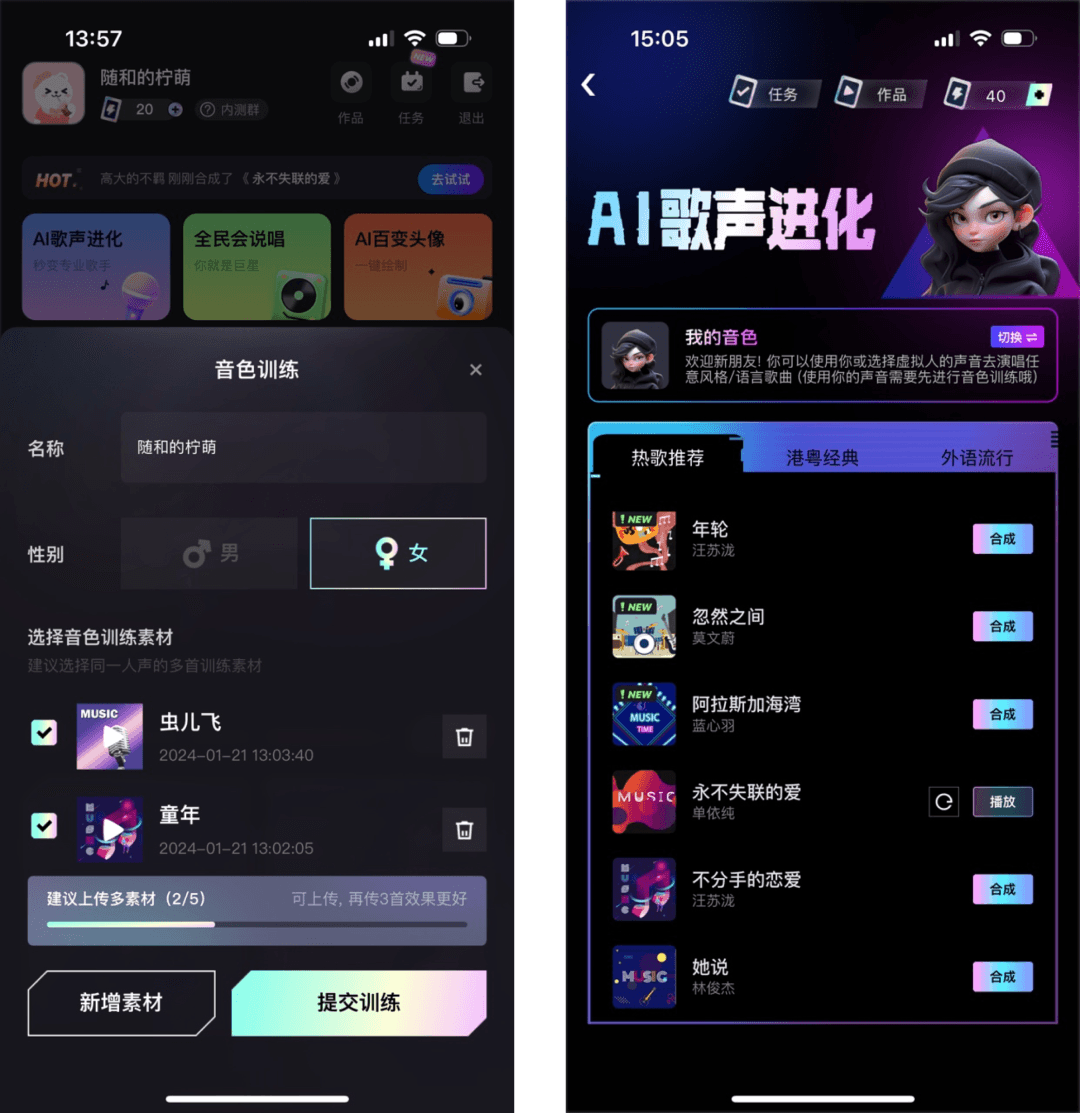 13:57
随和的柠萌
20
内测群
NEW
作品
任务
退出
HOT.
高大的不羁 刚刚合成了《永不失联的爱》
去试试
AI歌声进化
秒变专业歌手
全民会说唱
你就是巨星
AI百变头像
一键绘制
音色训练
名称
随和的柠萌
性别
男
女
选择音色训练素材
建议选择同一人声的多首训练素材
MUSIC
虫儿飞
2024-01-21 13:03:40
童年
2024-01-21 13:02:05
建议上传多素材（2/5）
可上传, 再传3首效果更好
新增素材
提交训练
15:05
任务
作品
40
AI歌声进化
我的音色
切换
欢迎新朋友! 你可以使用你或选择虚拟人的声音去演唱任
意风格/语言歌曲 (使用你的声音需要先进行音色训练哦)
热歌推荐
港粤经典
外语流行
! NEW
年轮
汪苏泷
合成
! NEW
忽然之间
莫文蔚
合成
! NEW
MUSIC
TIME
阿拉斯加海湾
蓝心羽
合成
MUSIC
永不失联的爱
单依纯
播放
不分手的恋爱
汪苏泷
合成
MUSIC
她说
林俊杰
合成